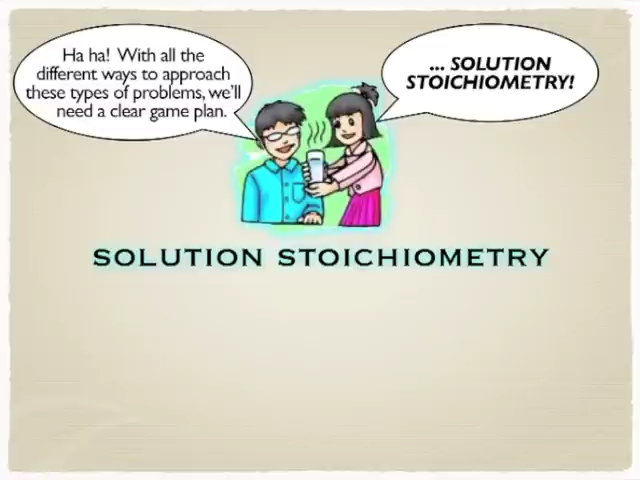 Ha ha! With all the
different ways to approach
these types of problems, we'll
need a clear game plan.
... SOLUTION
STOICHIOMETRY!
SOLUTION STOICHIOMETRY